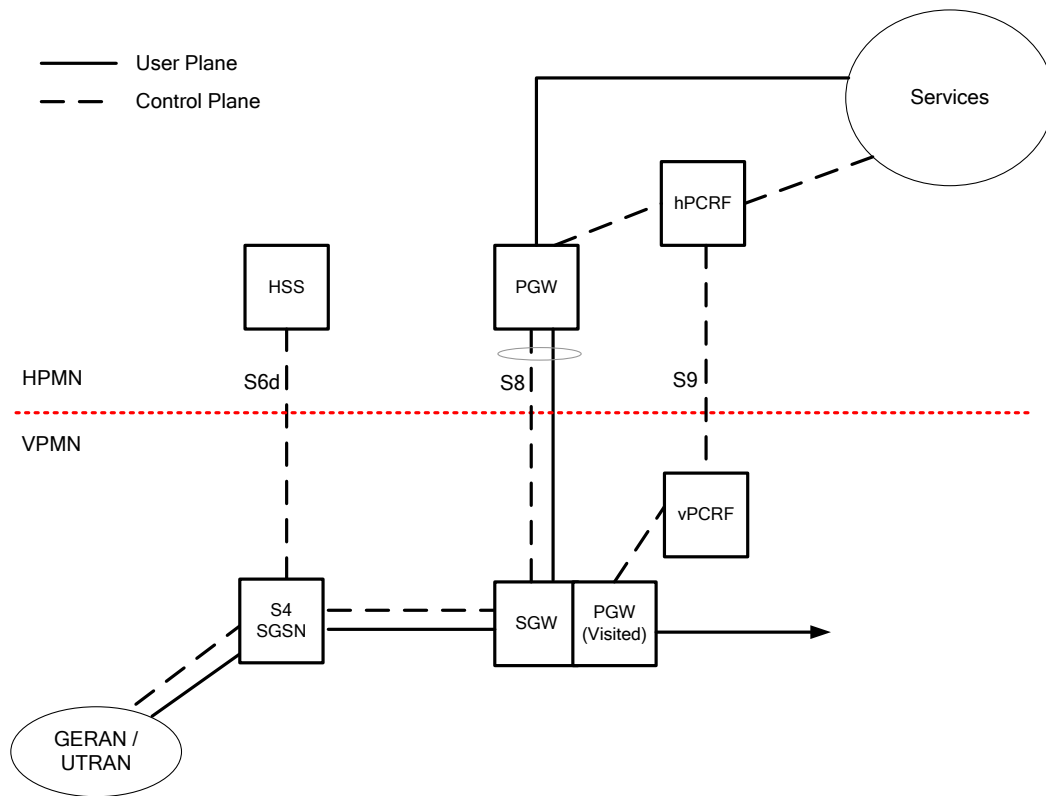 User Plane
Control Plane
Services
hPCRF
HSS
PGW
HPMN
S6d
S8
S9
VPMN
vPCRF
S4
SGSN
SGW
PGW
(Visited)
GERAN /
UTRAN